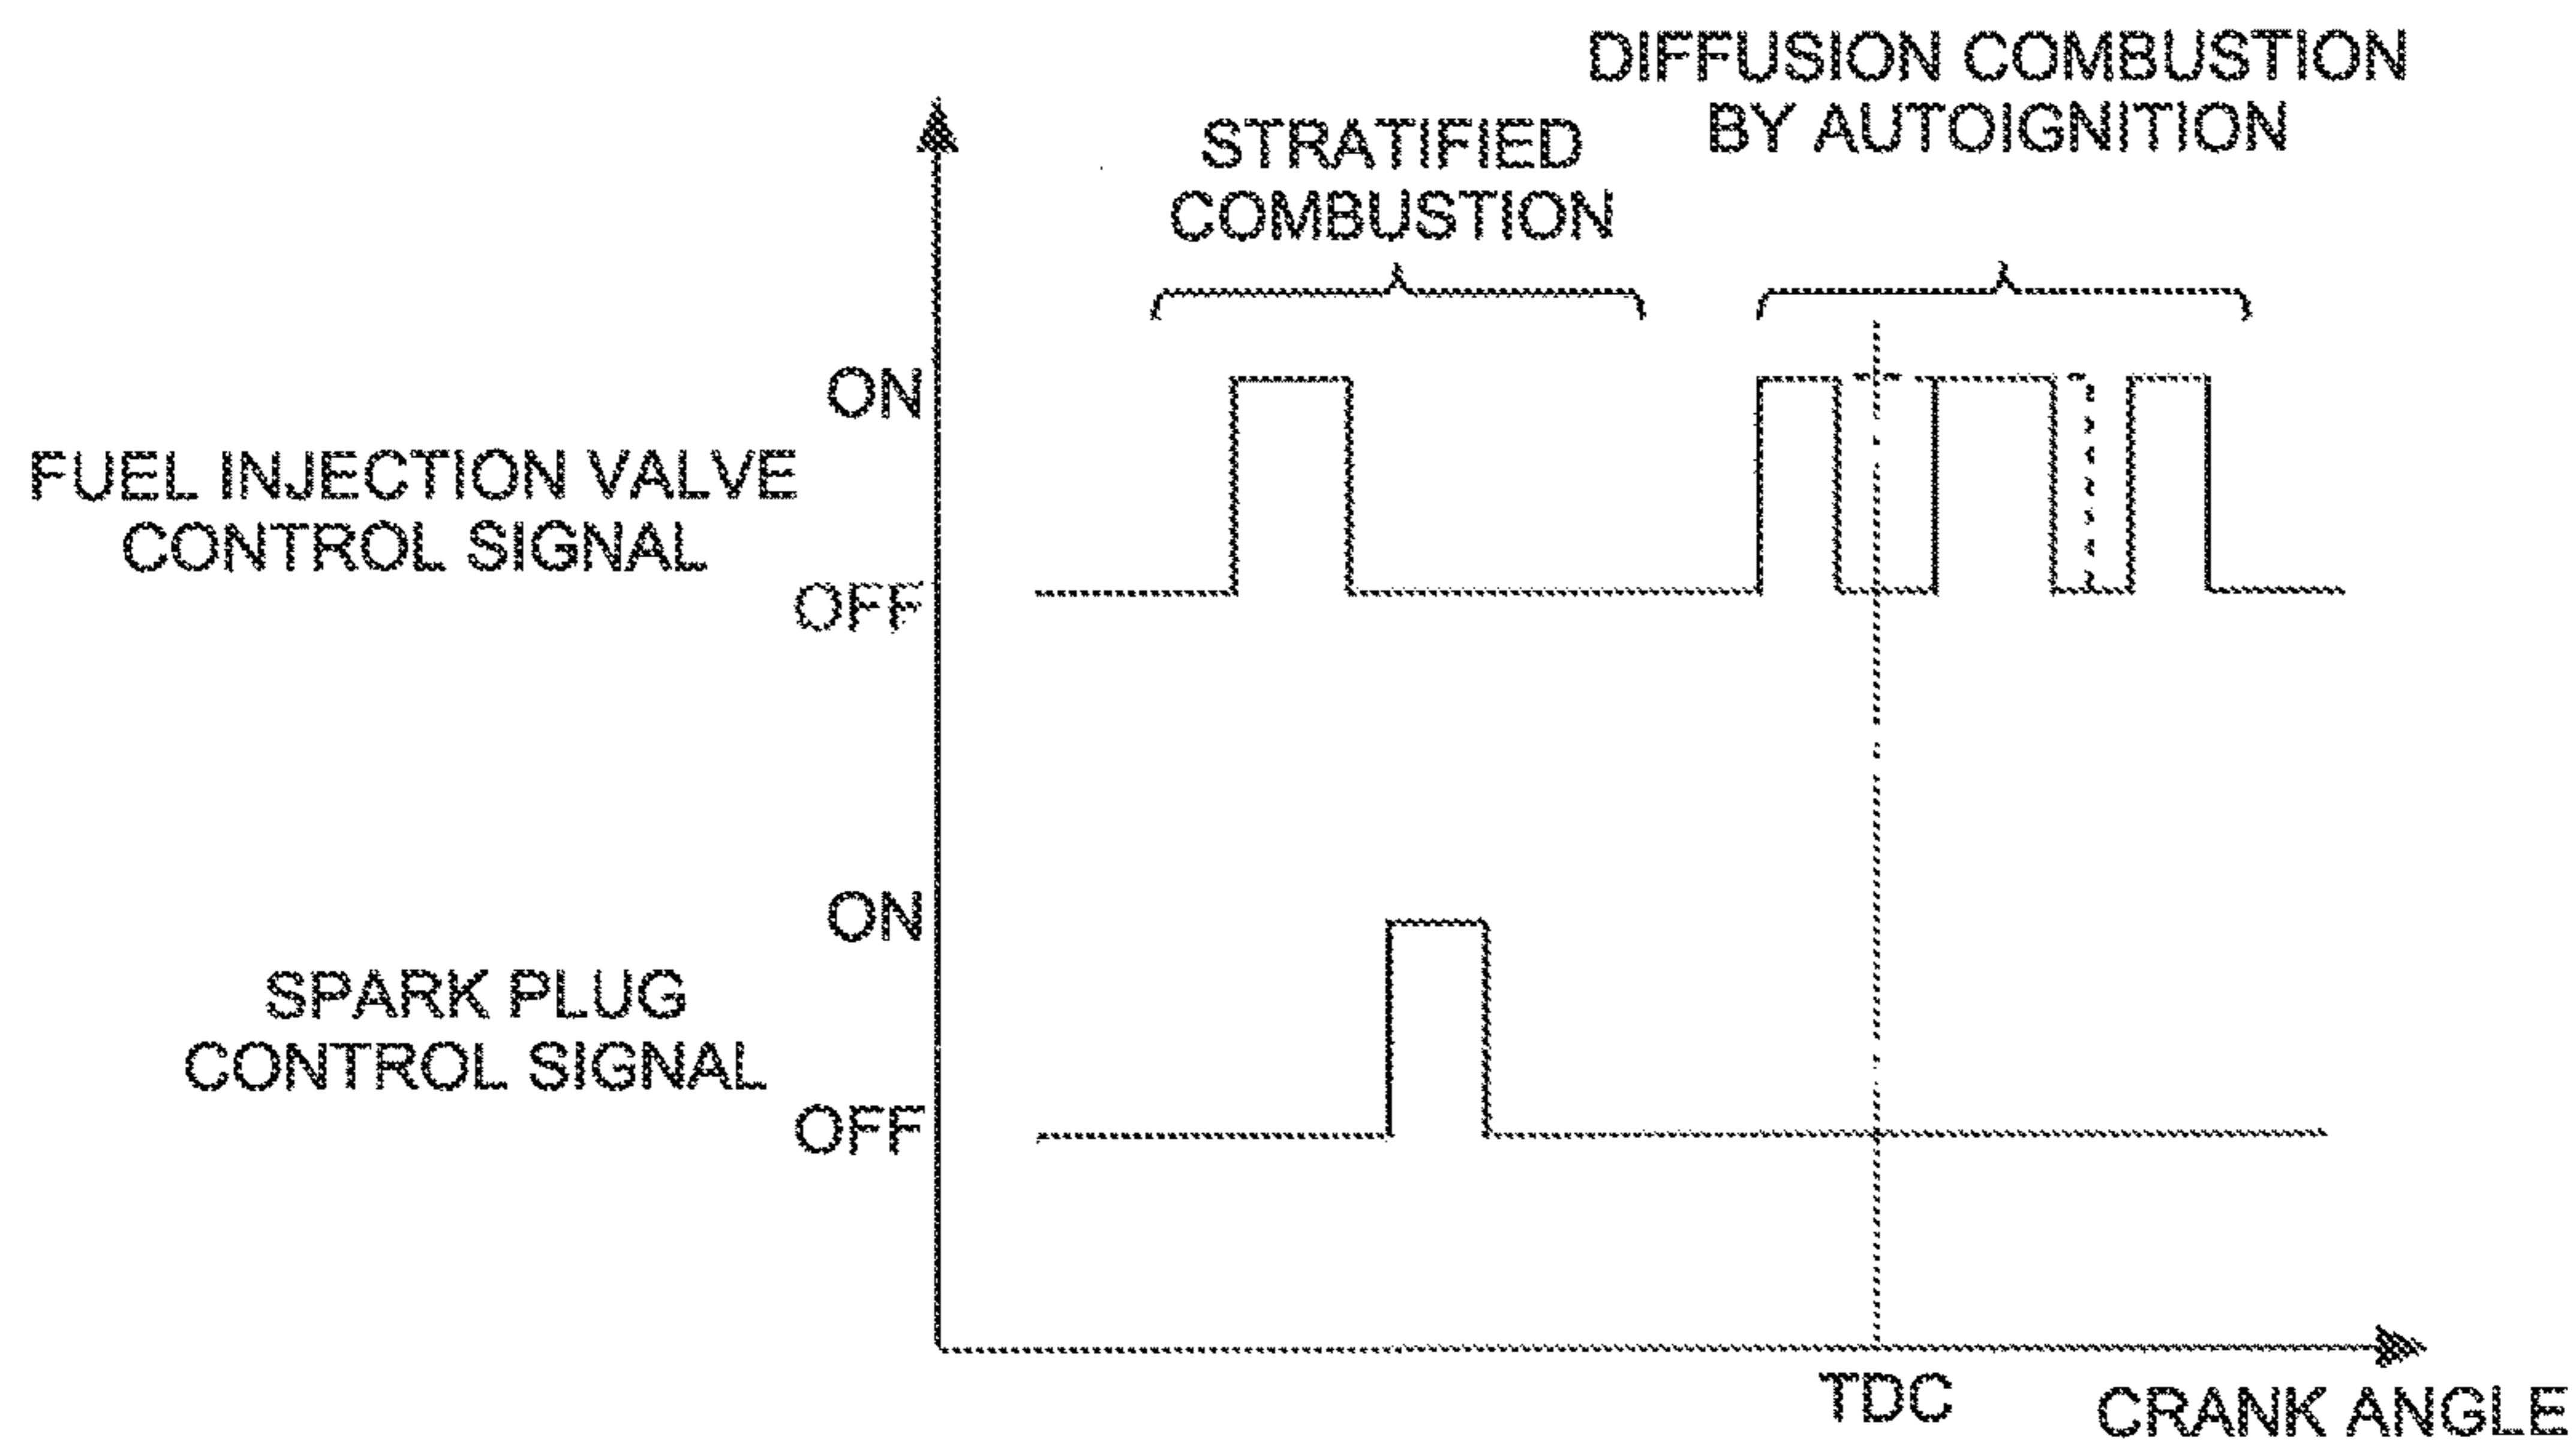 DIFFUSION COMBUSTION
BY AUTOIGNITION
STRATIFIED
COMBUSTION
ON
FUEL INJECTION VALVE
CONTROL SIGNAL
OFF
ON
SPARK PLUG
CONTROL SIGNAL
OFF
TDC
CRANK ANGLE